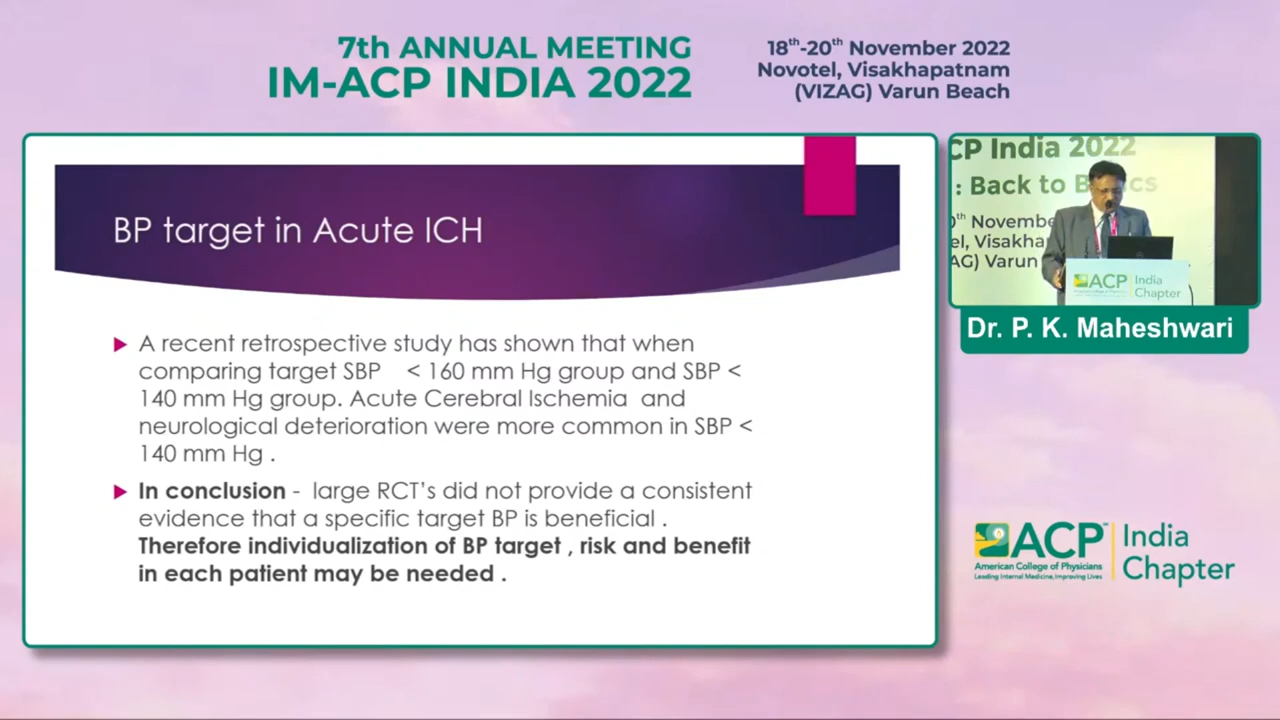 7th ANNUAL MEETING
IM-ACP INDIA 2022
18th-20th November 2022
Novotel, Visakhapatnam
(VIZAG) Varun Beach
BP target in Acute ICH
A recent retrospective study has shown that when
comparing target SBP < 160 mm Hg group and SBP <
140 mm Hg group. Acute Cerebral Ischemia and
neurological deterioration were more common in SBP <
140 mm Hg .
In conclusion - large RCT's did not provide a consistent
evidence that a specific target BP is beneficial .
Therefore individualization of BP target , risk and benefit
in each patient may be needed .
CP India 2022
: Back to B cs
0th Novembe
el, Visakha
AG) Varun
ACP India
Chapter
Dr. P. K. Maheshwari
ACP India
American College of Physicians Chapter
Leading Internal Medicine, Improving Lives